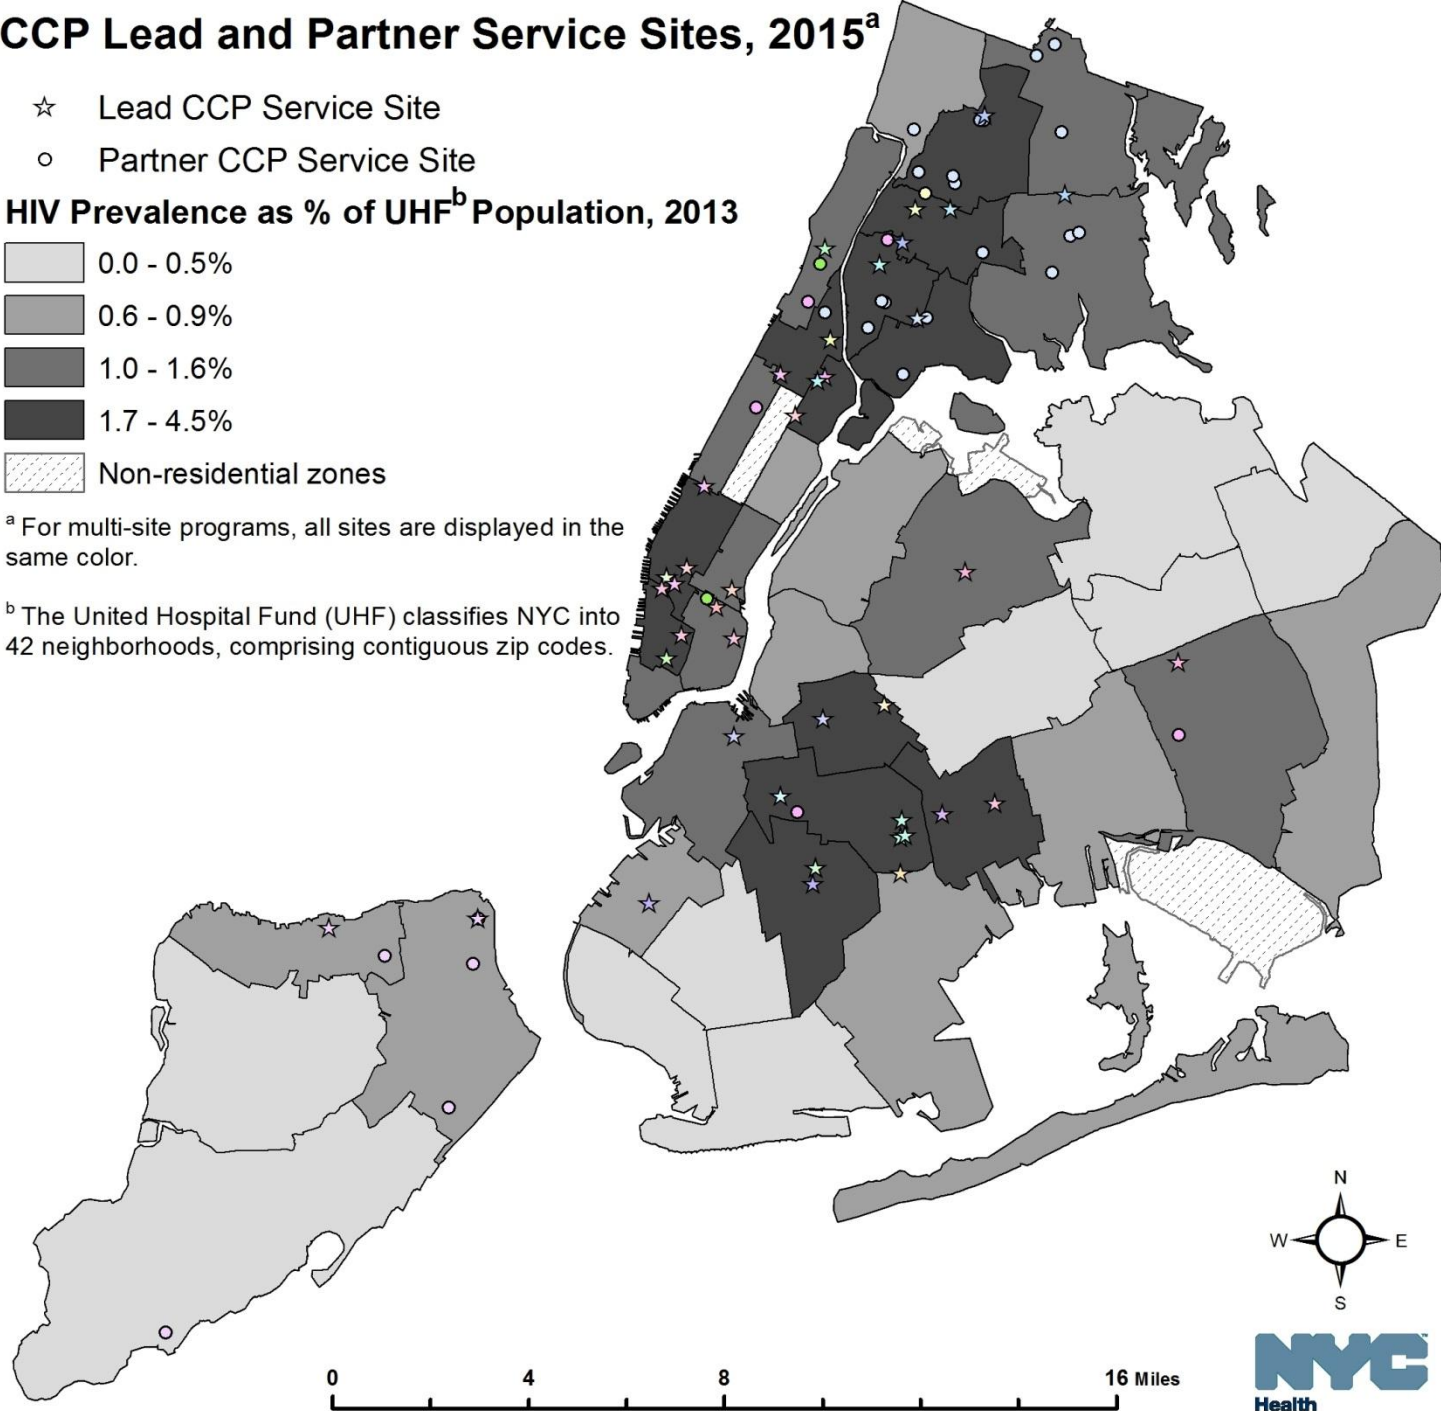 CCP Lead and Partner Service Sites, 2015a
Lead CCP Service Site
Partner CCP Service Site
HIV Prevalence as % of UHFb Population, 2013
0.0 - 0.5%
0.6 - 0.9%
1.0 - 1.6%
1.7 - 4.5%
Non-residential zones
a For multi-site programs, all sites are displayed in the
same color.
b The United Hospital Fund (UHF) classifies NYC into
42 neighborhoods, comprising contiguous zip codes.
N
W E
S
0 4 8 16 Miles
NYC
Health